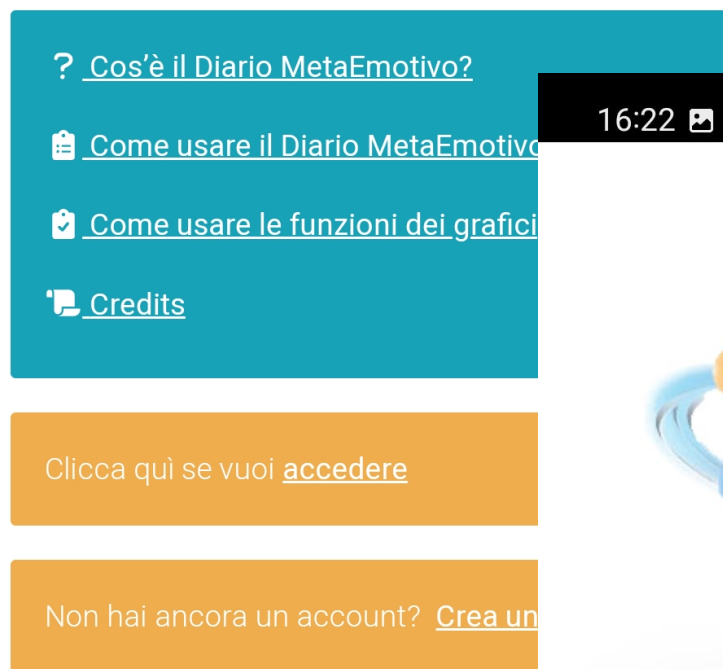 ? Cos’è il Diario MetaEmotivo?
16:22
Come usare il Diario MetaEmotivo
Come usare le funzioni dei grafici
Credits
Clicca quì se vuoi accedere
Non hai ancora un account? Crea un